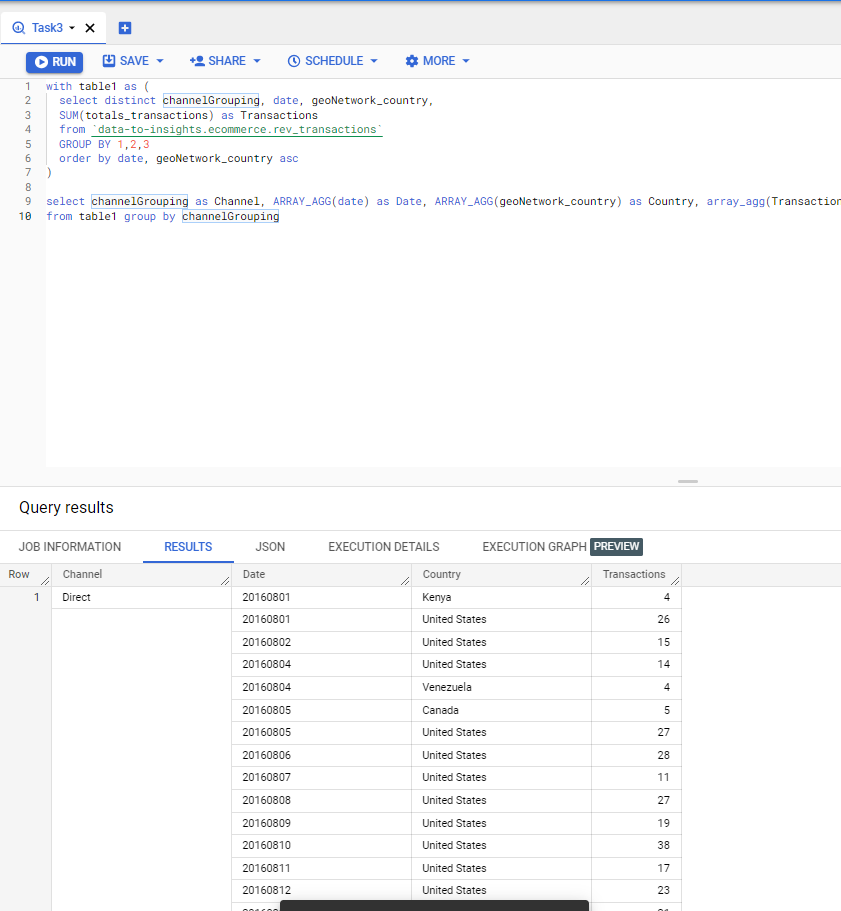 Task3
RUN SAVE SHARE SCHEDULE MORE
1 with table1 as (
2 select distinct channelGrouping, date, geoNetwork_country,
3 SUM(totals_transactions) as Transactions
4 from `data-to-insights.ecommerce.rev_transactions`
5 GROUP BY 1,2,3
6 order by date, geoNetwork_country asc
7 )
8
9 select channelGrouping as Channel, ARRAY_AGG(date) as Date, ARRAY_AGG(geoNetwork_country) as Country, array_agg(Transaction
10 from table1 group by channelGrouping
Query results
JOB INFORMATION RESULTS JSON EXECUTION DETAILS EXECUTION GRAPH PREVIEW
Row Channel Date Country Transactions
1 Direct 20160801 Kenya 4
20160801 United States 26
20160802 United States 15
20160804 United States 14
20160804 Venezuela 4
20160805 Canada 5
20160805 United States 27
20160806 United States 28
20160807 United States 11
20160808 United States 27
20160809 United States 19
20160810 United States 38
20160811 United States 17
20160812 United States 23